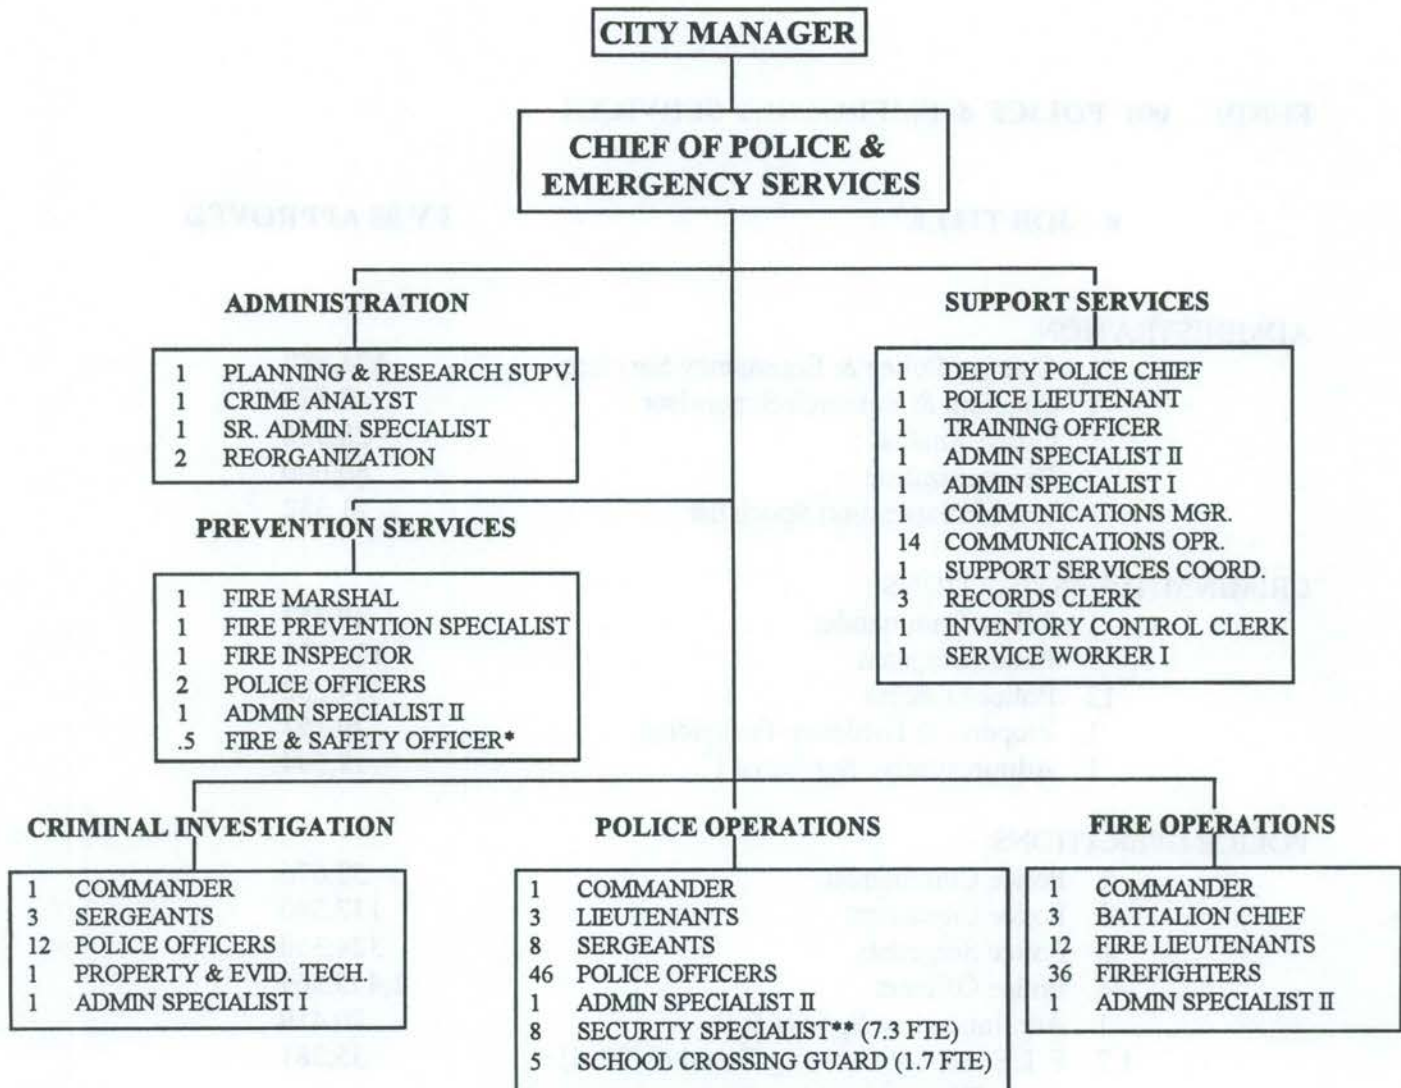 CITY MANAGER
CHIEF OF POLICE &
EMERGENCY SERVICES
ADMINISTRATION
1 PLANNING & RESEARCH SUPV.
1 CRIME ANALYST
1 SR. ADMIN. SPECIALIST
2 REORGANIZATION
SUPPORT SERVICES
1 DEPUTY POLICE CHIEF
1 POLICE LIEUTENANT
1 TRAINING OFFICER
1 ADMIN SPECIALIST II
1 ADMIN SPECIALIST I
1 COMMUNICATIONS MGR.
14 COMMUNICATIONS OPR.
1 SUPPORT SERVICES COORD.
3 RECORDS CLERK
1 INVENTORY CONTROL CLERK
1 SERVICE WORKER I
PREVENTION SERVICES
1 FIRE MARSHAL
1 FIRE PREVENTION SPECIALIST
1 FIRE INSPECTOR
2 POLICE OFFICERS
1 ADMIN SPECIALIST II
.5 FIRE & SAFETY OFFICER*
CRIMINAL INVESTIGATION
1 COMMANDER
3 SERGEANTS
12 POLICE OFFICERS
1 PROPERTY & EVID. TECH.
1 ADMIN SPECIALIST I
POLICE OPERATIONS
1 COMMANDER
3 LIEUTENANTS
8 SERGEANTS
46 POLICE OFFICERS
1 ADMIN SPECIALIST II
8 SECURITY SPECIALIST** (7.3 FTE)
5 SCHOOL CROSSING GUARD (1.7 FTE)
FIRE OPERATIONS
1 COMMANDER
3 BATTALION CHIEF
12 FIRE LIEUTENANTS
36 FIREFIGHTERS
1 ADMIN SPECIALIST II